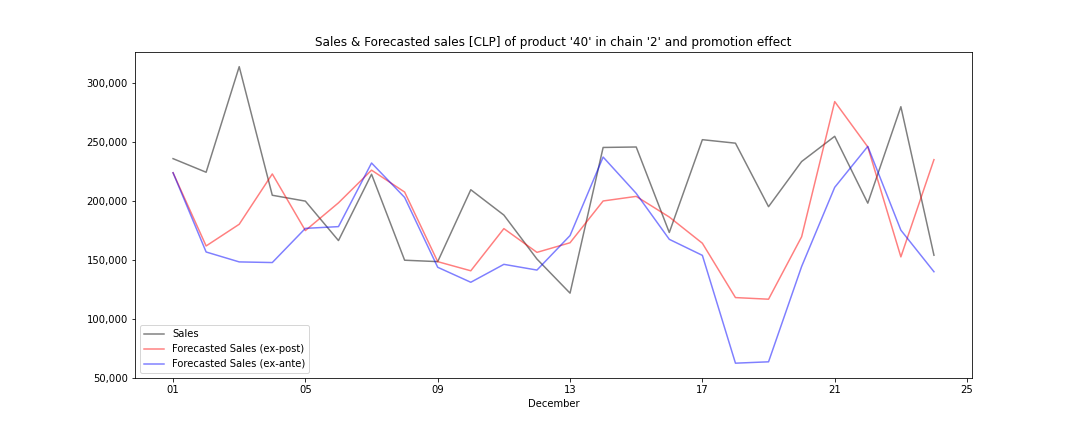 Sales & Forecasted sales [CLP] of product '40' in chain '2' and promotion effect
300,000
250,000
200,000
150,000
100,000
50,000
Sales
Forecasted Sales (ex-post)
Forecasted Sales (ex-ante)
01 05 09 13 17 21 25
December